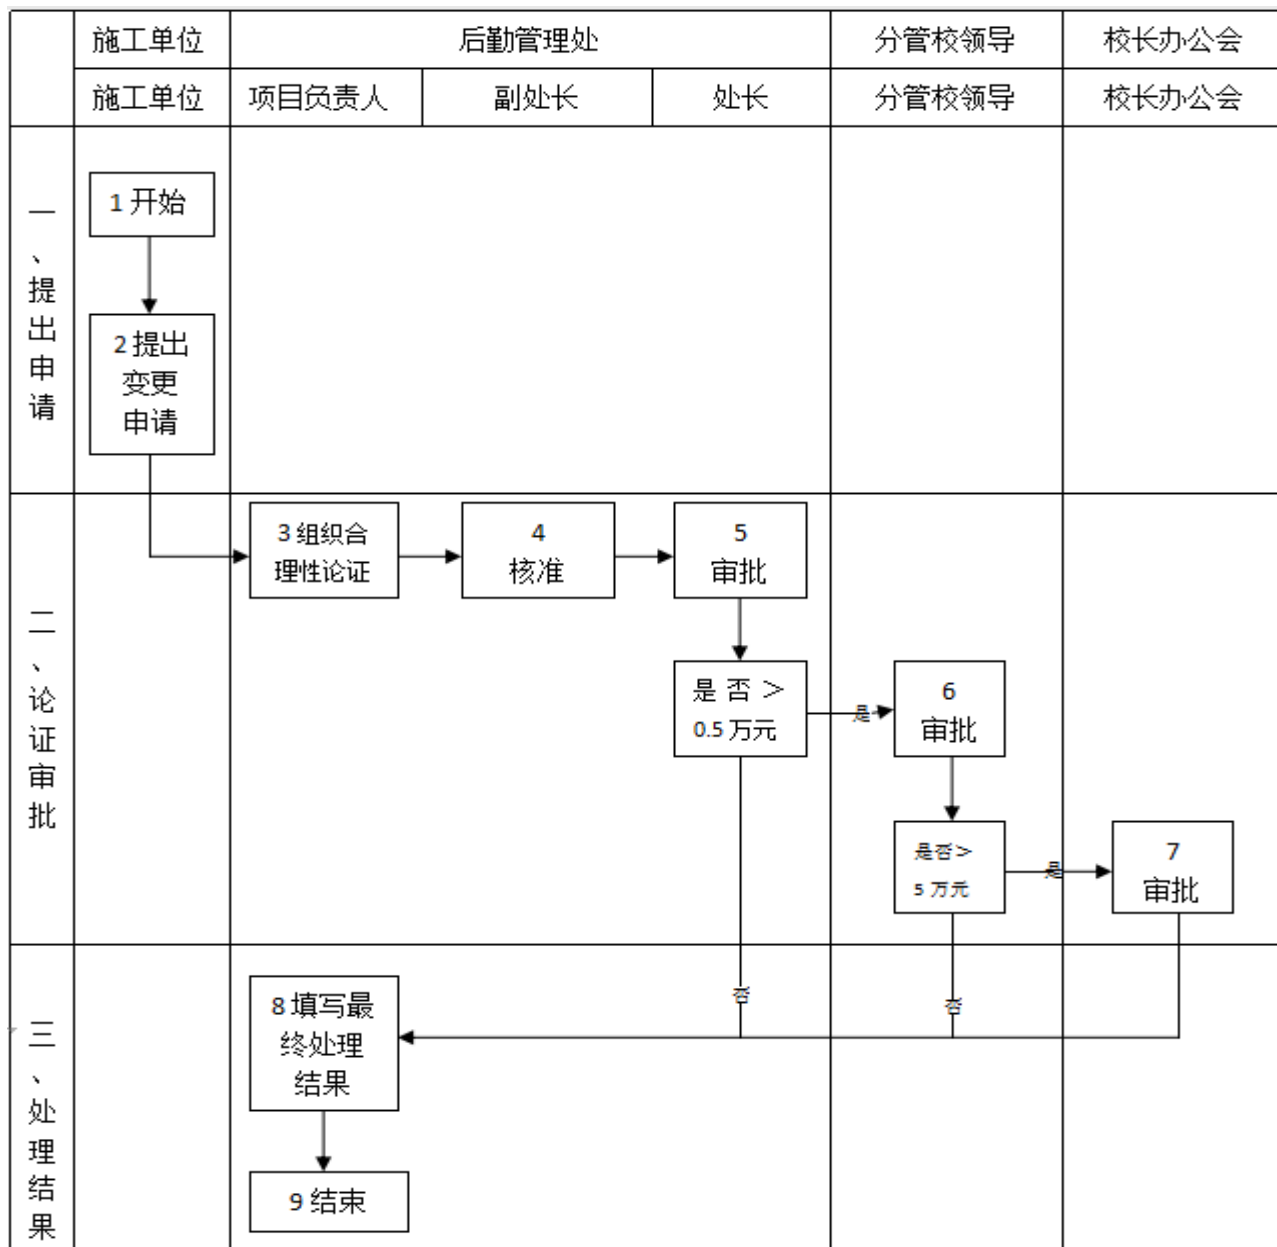 施工单位 后勤管理处 分管校领导 校长办公会
施工单位 项目负责人 副处长 处长 分管校领导 校长办公会
一
、
提
出
申
请
1 开始
2 提出
变更
申请
二
、
论
证
审
批
3 组织合
理性论证
4
核准
5
审批
是 否 >
0.5 万元
是
6
审批
是否>
5 万元
是
7
审批
三
、
处
理
结
果
否
否
8 填写最
终处理
结果
9 结束